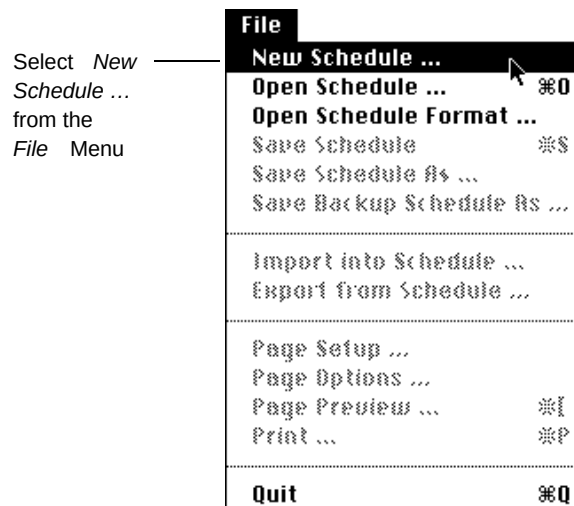 Select New
Schedule …
from the
File Menu
File
New Schedule ...
Open Schedule ... ⌘O
Open Schedule Format ...
Save Schedule ⌘S
Save Schedule As ...
Save Backup Schedule As ...
Import into Schedule ...
Export from Schedule ...
Page Setup ...
Page Options ...
Page Preview ... ⌘[
Print ... ⌘P
Quit ⌘Q